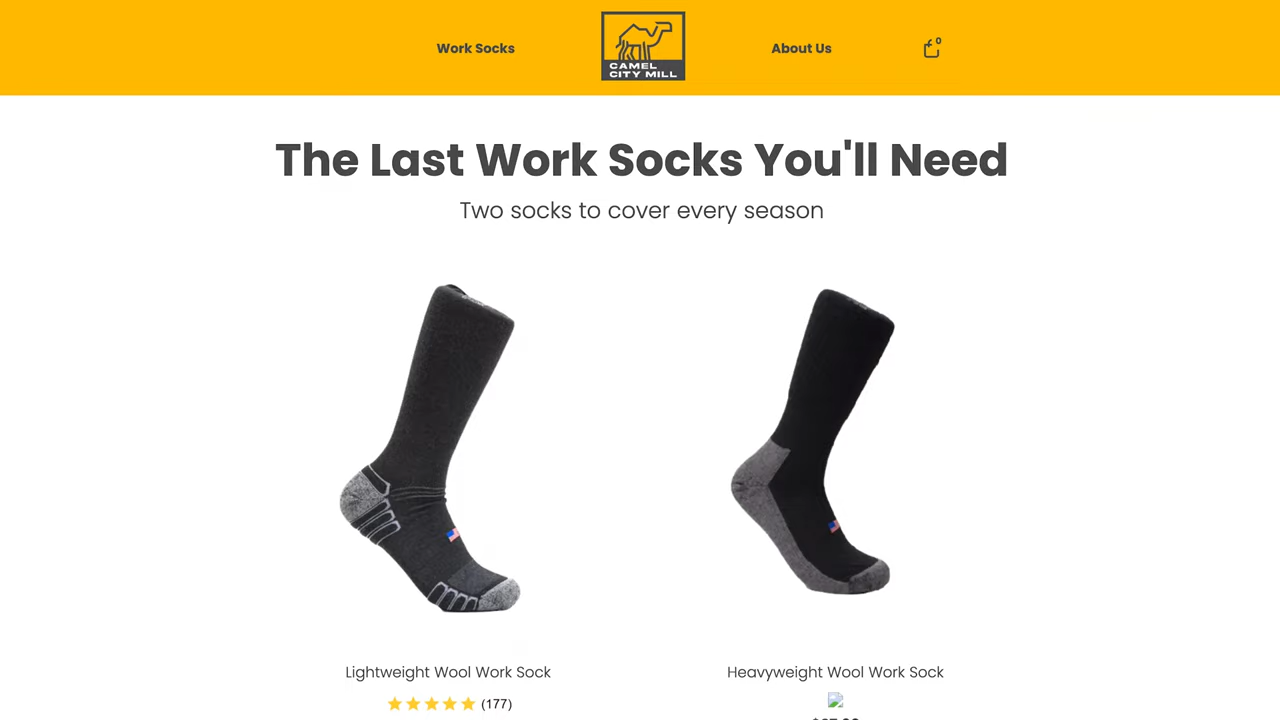 Work Socks
CAMEL
CITY MILL
About Us
0
The Last Work Socks You'll Need
Two socks to cover every season
Lightweight Wool Work Sock
Heavyweight Wool Work Sock
(177)